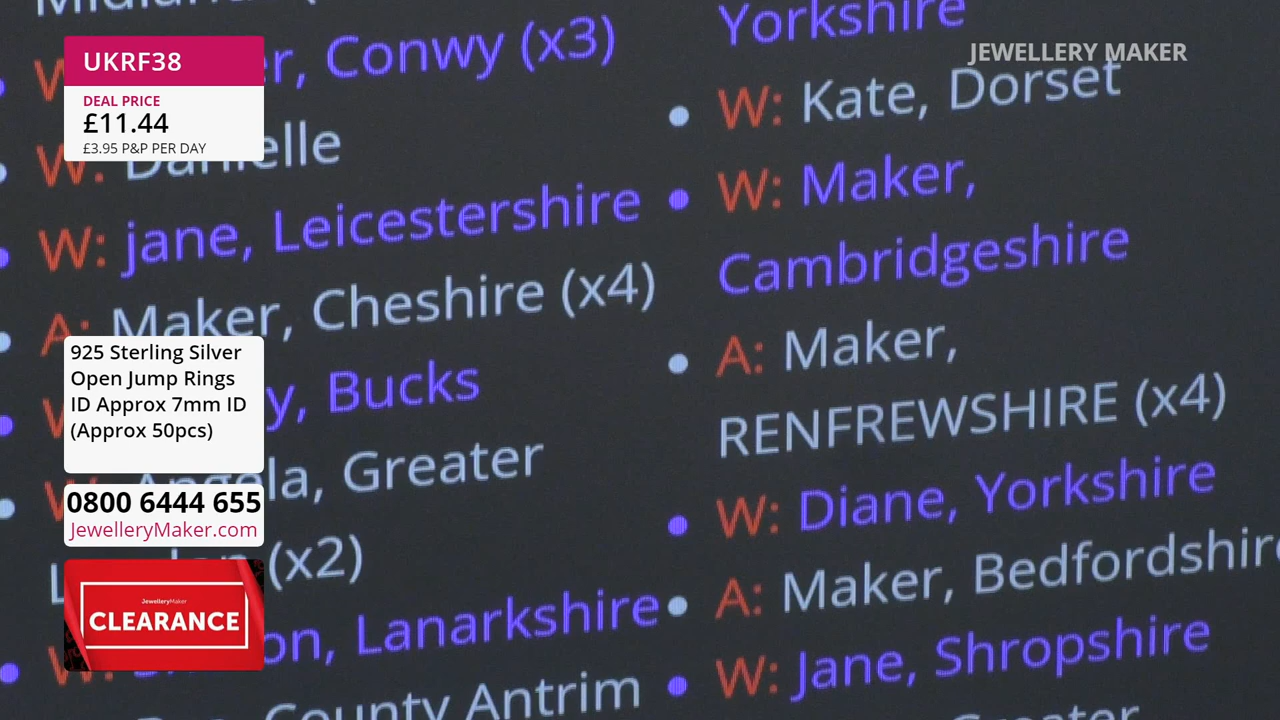 UKRF38
DEAL PRICE
£11.44
£3.95 P&P PER DAY
925 Sterling Silver
Open Jump Rings
ID Approx 7mm ID
(Approx 50pcs)
0800 6444 655
JewelleryMaker.com
JewelleryMaker
CLEARANCE
JEWELLERY MAKER
Conwy (x3)
W: Danielle
W: jane, Leicestershire
A: Maker, Cheshire (x4)
Bucks
W: Angela, Greater
(x2)
Lanarkshire
County Antrim
Yorkshire
W: Kate, Dorset
W: Maker,
Cambridgeshire
A: Maker,
RENFREWSHIRE (x4)
W: Diane, Yorkshire
A: Maker, Bedfordshire
W: Jane, Shropshire
Greater